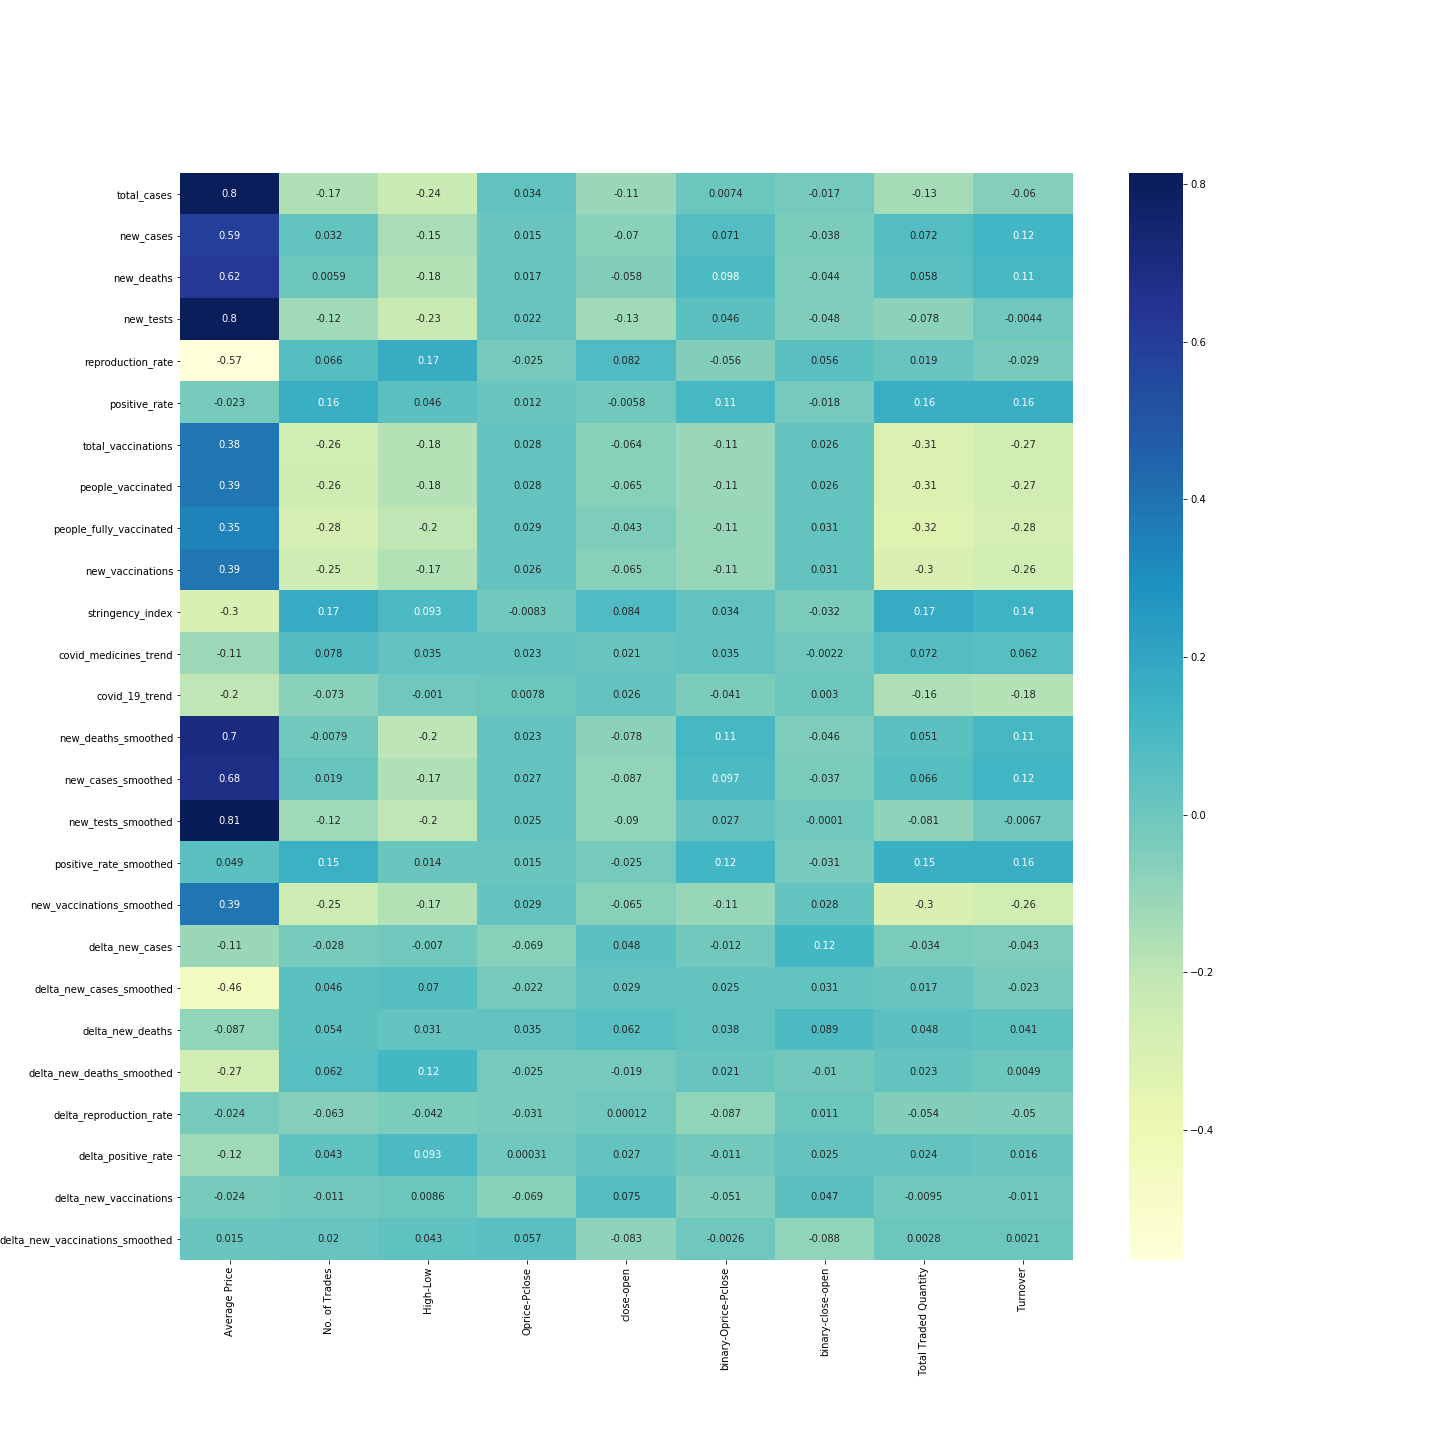 total_cases 0.8 -0.17 -0.24 0.034 -0.11 0.0074 -0.017 -0.13 -0.06
new_cases 0.59 0.032 -0.15 0.015 -0.07 0.071 -0.038 0.072 0.12
new_deaths 0.62 0.0059 -0.18 0.017 -0.058 0.098 -0.044 0.058 0.11
new_tests 0.8 -0.12 -0.23 0.022 -0.13 0.046 -0.048 -0.078 -0.0044
reproduction_rate -0.57 0.066 0.17 -0.025 0.082 -0.056 0.056 0.019 -0.029
positive_rate -0.023 0.16 0.046 0.012 -0.0058 0.11 -0.018 0.16 0.16
total_vaccinations 0.38 -0.26 -0.18 0.028 -0.064 -0.11 0.026 -0.31 -0.27
people_vaccinated 0.39 -0.26 -0.18 0.028 -0.065 -0.11 0.026 -0.31 -0.27
people_fully_vaccinated 0.35 -0.28 -0.2 0.029 -0.043 -0.11 0.031 -0.32 -0.28
new_vaccinations 0.39 -0.25 -0.17 0.026 -0.065 -0.11 0.031 -0.3 -0.26
stringency_index -0.3 0.17 0.093 -0.0083 0.084 0.034 -0.032 0.17 0.14
covid_medicines_trend -0.11 0.078 0.035 0.023 0.021 0.035 -0.0022 0.072 0.062
covid_19_trend -0.2 -0.073 -0.001 0.0078 0.026 -0.041 0.003 -0.16 -0.18
new_deaths_smoothed 0.7 -0.0079 -0.2 0.023 -0.078 0.11 -0.046 0.051 0.11
new_cases_smoothed 0.68 0.019 -0.17 0.027 -0.087 0.097 -0.037 0.066 0.12
new_tests_smoothed 0.81 -0.12 -0.2 0.025 -0.09 0.027 -0.0001 -0.081 -0.0067
positive_rate_smoothed 0.049 0.15 0.014 0.015 -0.025 0.12 -0.031 0.15 0.16
new_vaccinations_smoothed 0.39 -0.25 -0.17 0.029 -0.065 -0.11 0.028 -0.3 -0.26
delta_new_cases -0.11 -0.028 -0.007 -0.069 0.048 -0.012 0.12 -0.034 -0.043
delta_new_cases_smoothed -0.46 0.046 0.07 -0.022 0.029 0.025 0.031 0.017 -0.023
delta_new_deaths -0.087 0.054 0.031 0.035 0.062 0.038 0.089 0.048 0.041
delta_new_deaths_smoothed -0.27 0.062 0.12 -0.025 -0.019 0.021 -0.01 0.023 0.0049
delta_reproduction_rate -0.024 -0.063 -0.042 -0.031 0.00012 -0.087 0.011 -0.054 -0.05
delta_positive_rate -0.12 0.043 0.093 0.00031 0.027 -0.011 0.025 0.024 0.016
delta_new_vaccinations -0.024 -0.011 0.0086 -0.069 0.075 -0.051 0.047 -0.0095 -0.011
delta_new_vaccinations_smoothed 0.015 0.02 0.043 0.057 -0.083 -0.0026 -0.088 0.0028 0.0021
Average Price
No. of Trades
High-Low
Oprice-Pclose
close-open
binary-Oprice-Pclose
binary-close-open
Total Traded Quantity
Turnover
0.8
0.6
0.4
0.2
0.0
−0.2
−0.4